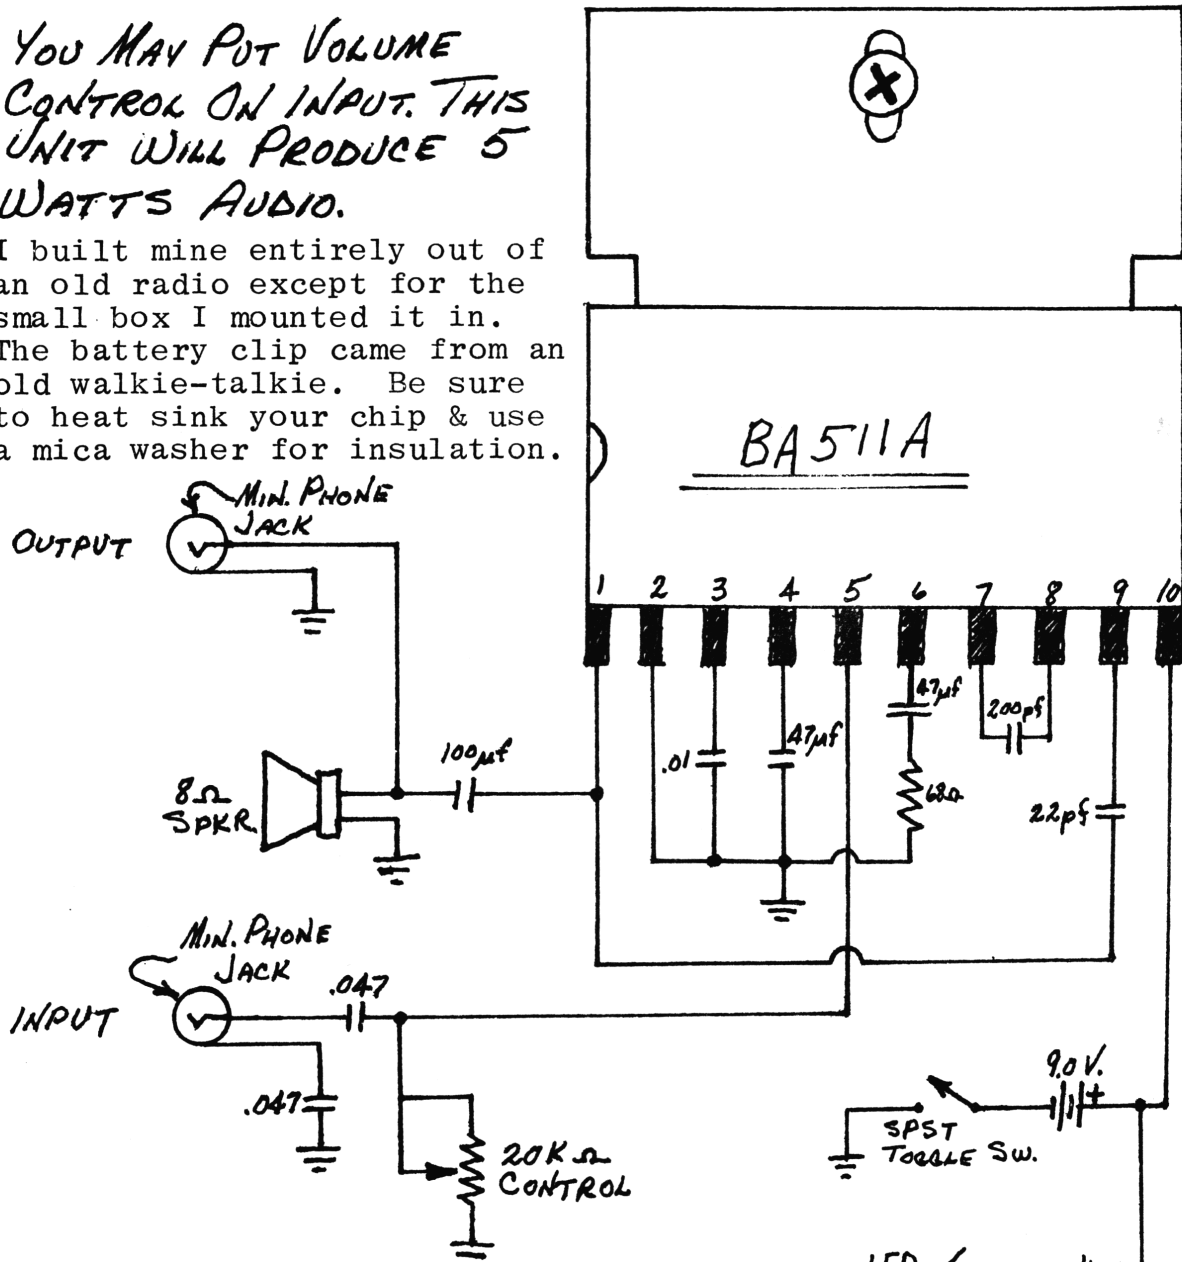 YOU MAY PUT VOLUME
CONTROL ON INPUT. THIS
UNIT WILL PRODUCE 5
WATTS AUDIO.
I built mine entirely out of
an old radio except for the
small box I mounted it in.
The battery clip came from an
old walkie-talkie. Be sure
to heat sink your chip & use
a mica washer for insulation.
BA511A
MIN. PHONE
JACK
OUTPUT
1 2 3 4 5 6 7 8 9 10
47µf
200pf
100µf
.01
47µf
8Ω
SPKR.
68Ω
22pf
MIN. PHONE
JACK
.047
INPUT
9.0 V.
+
.047
SPST
TOGGLE SW.
20K Ω
CONTROL